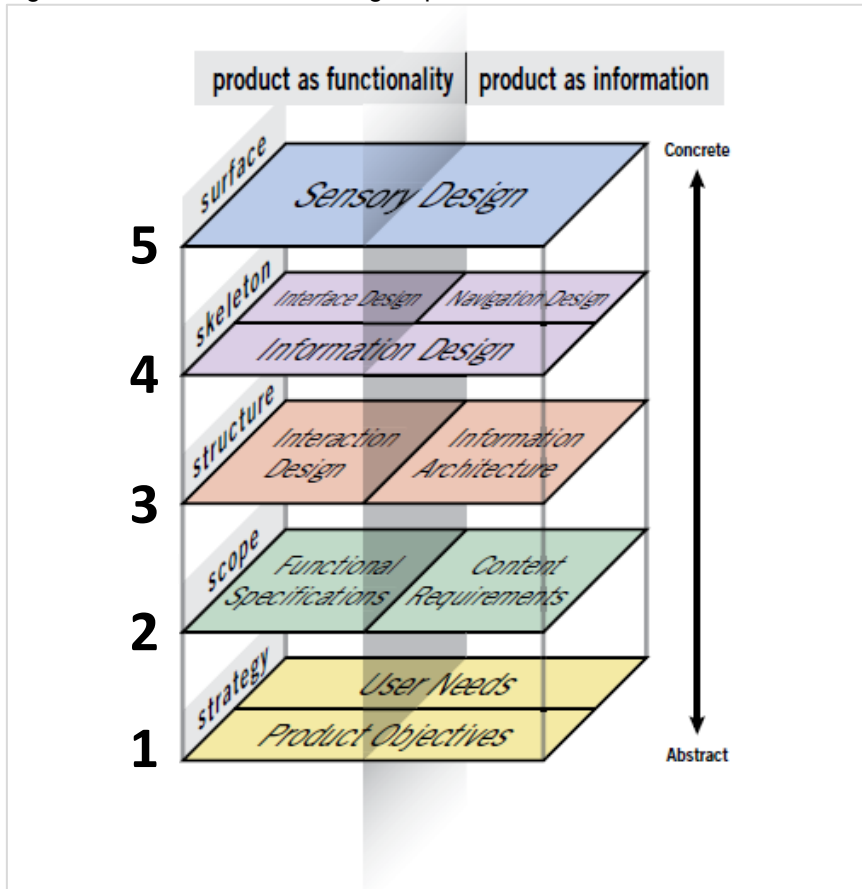 product as functionality product as information
Concrete
surface
Sensory Design
5
skeleton
Interface Design Navigation Design
Information Design
4
structure
Interaction Information
Design Architecture
3
scope
Functional Content
Specifications Requirements
2
strategy
User Needs
Product Objectives
1
Abstract